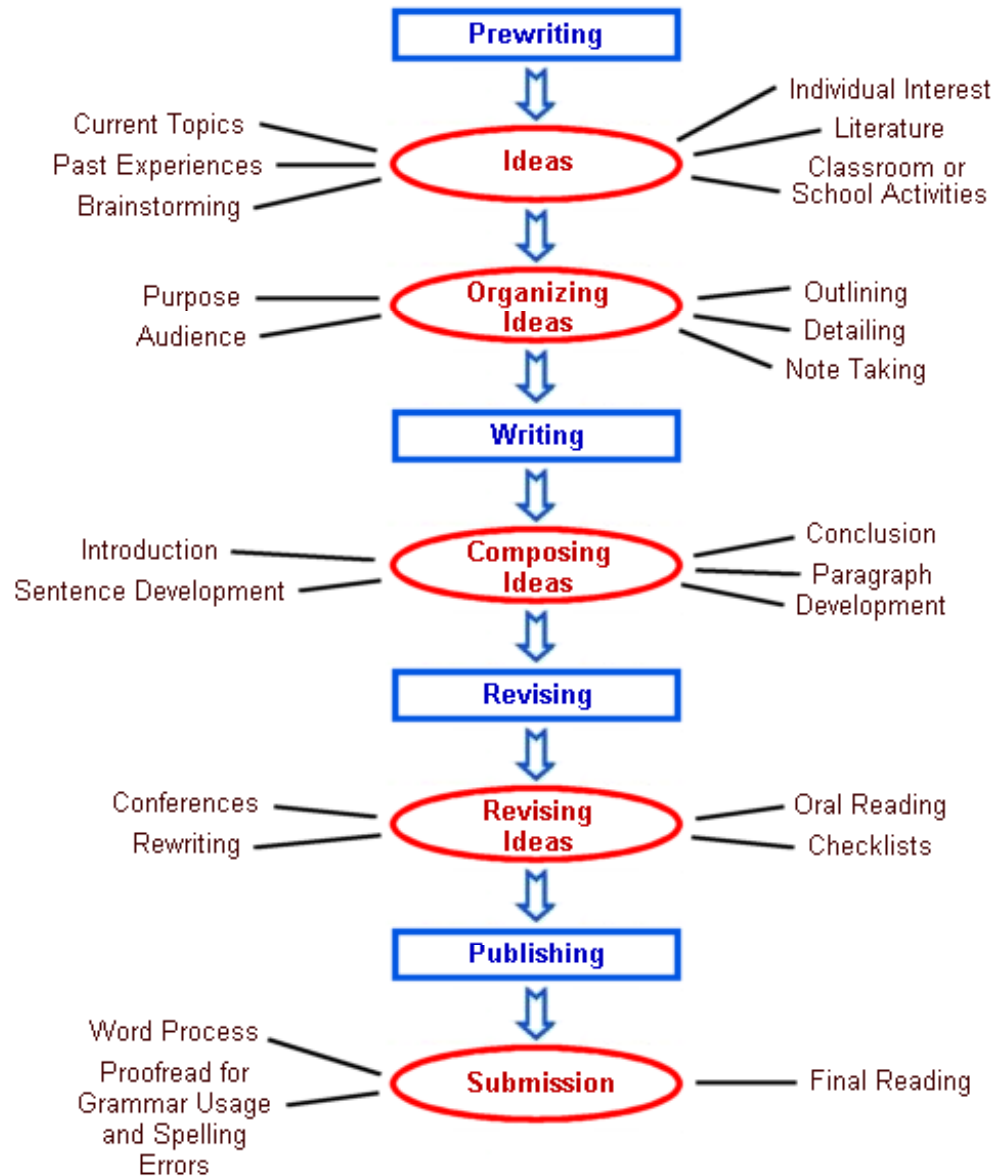 Prewriting
Individual Interest
Current Topics
Literature
Past Experiences
Ideas
Classroom or
School Activities
Brainstorming
Purpose
Organizing
Ideas
Outlining
Audience
Detailing
Note Taking
Writing
Introduction
Composing
Ideas
Conclusion
Sentence Development
Paragraph
Development
Revising
Conferences
Revising
Ideas
Oral Reading
Rewriting
Checklists
Publishing
Word Process
Proofread for
Grammar Usage
and Spelling
Errors
Submission
Final Reading